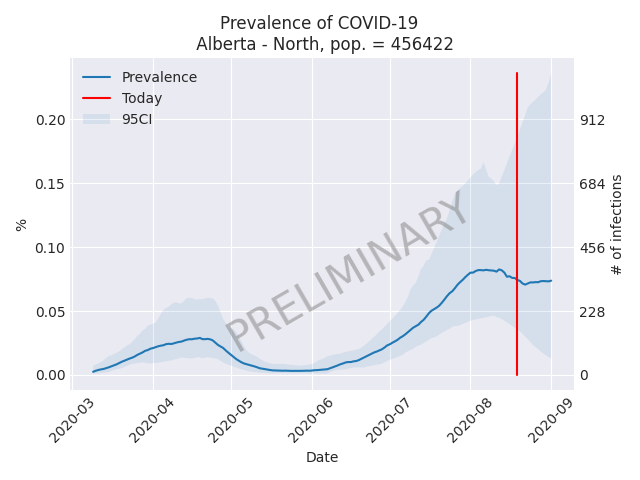 Prevalence of COVID-19
Alberta - North, pop. = 456422
Prevalence
Today
95CI
0.20
0.15
0.10
0.05
0.00
%
912
684
456
228
0
# of infections
PRELIMINARY
2020-03
2020-04
2020-05
2020-06
2020-07
2020-08
2020-09
Date